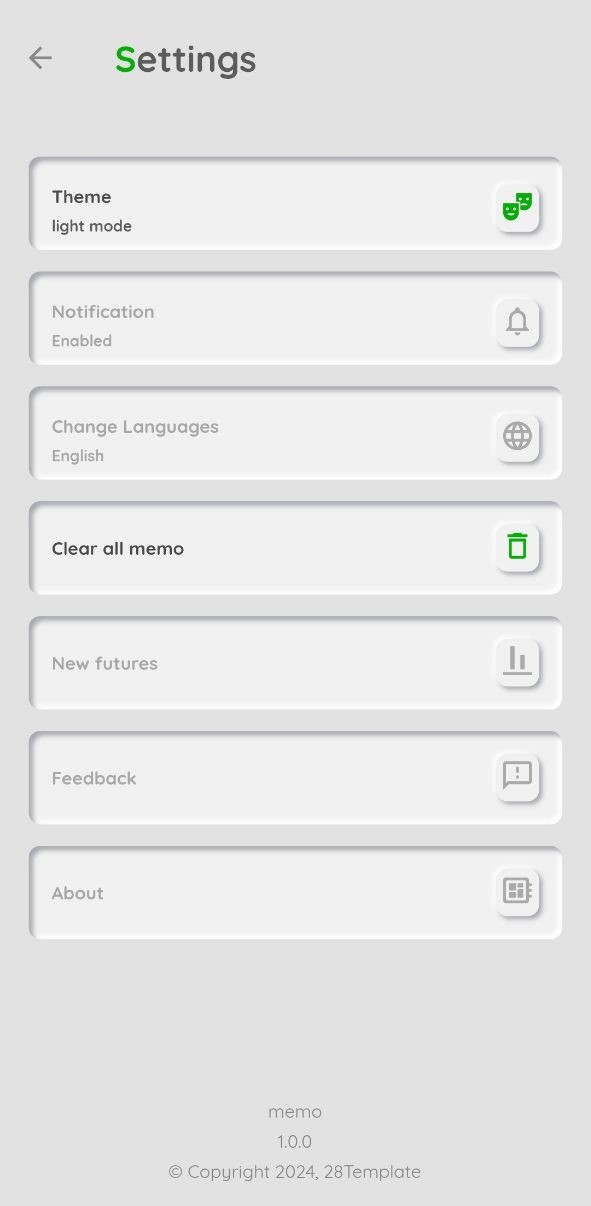 Settings
Theme
light mode
Notification
Enabled
Change Languages
English
Clear all memo
New futures
Feedback
About
memo
1.0.0
© Copyright 2024, 28Template